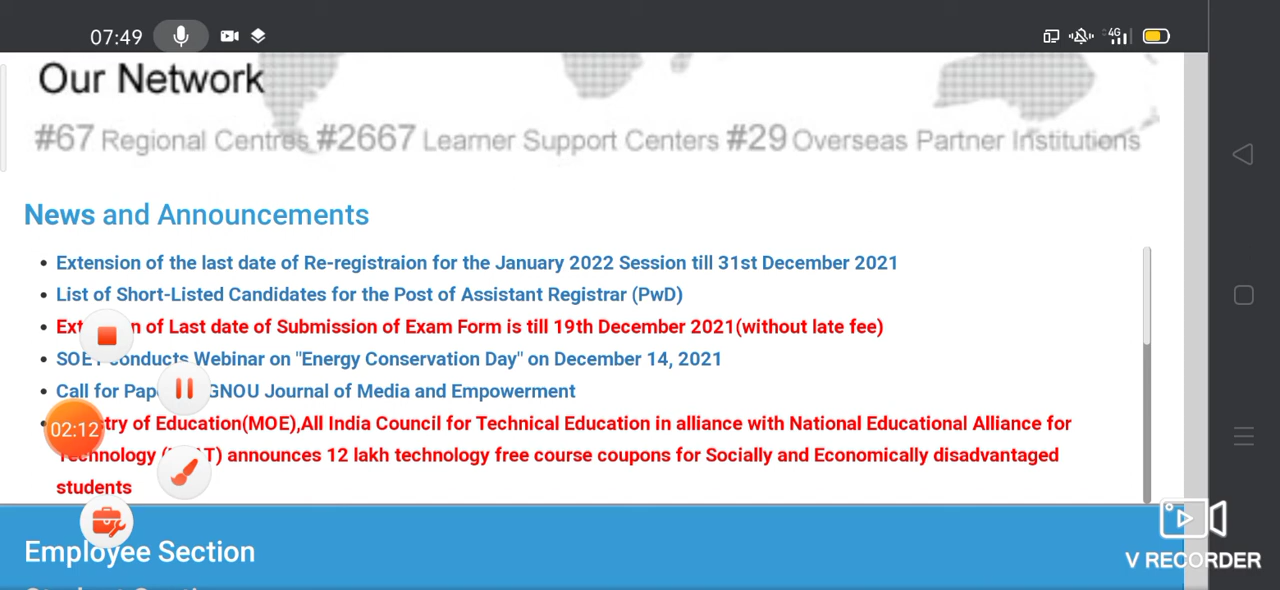 07:49
4G
Our Network
#67 Regional Centres #2667 Learner Support Centers #29 Overseas Partner Institutions
News and Announcements
Extension of the last date of Re-registraion for the January 2022 Session till 31st December 2021
List of Short-Listed Candidates for the Post of Assistant Registrar (PwD)
of Last date of Submission of Exam Form is till 19th December 2021(without late fee)
Webinar on "Energy Conservation Day" on December 14, 2021
Call for Journal of Media and Empowerment
of Education(MOE),All India Council for Technical Education in alliance with National Educational Alliance for
announces 12 lakh technology free course coupons for Socially and Economically disadvantaged
students
02:12
Employee Section
V RECORDER